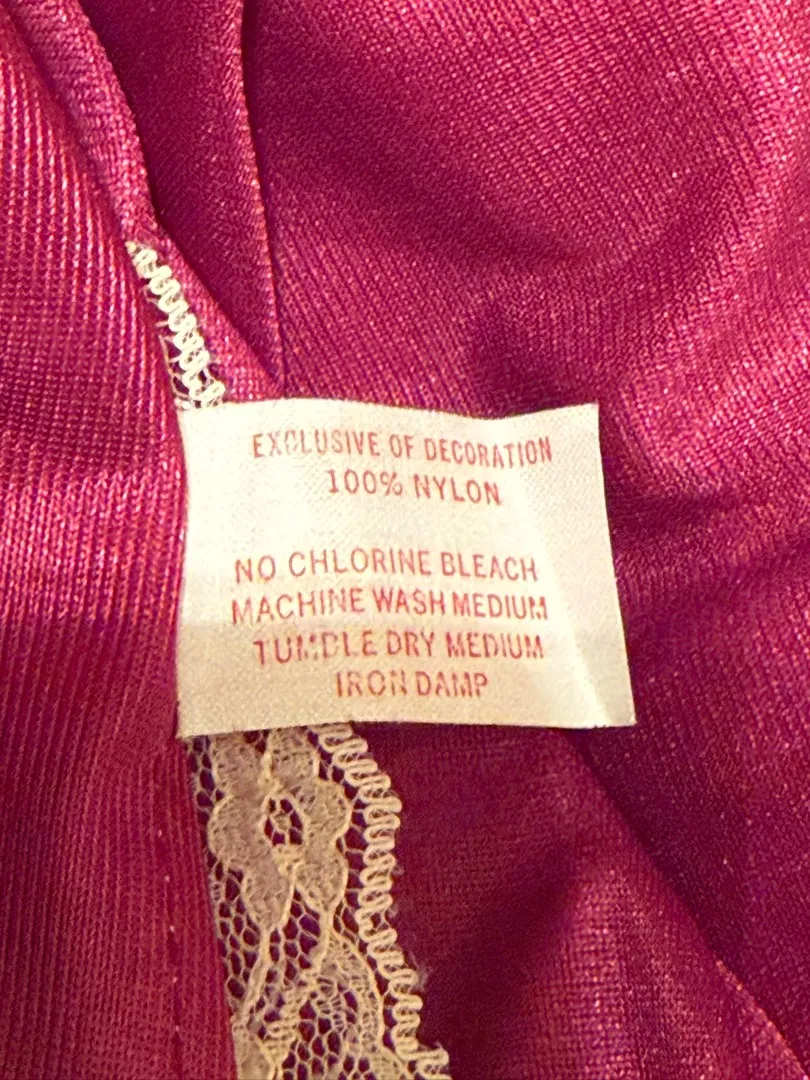 EXCLUSIVE OF DECORATION
100% NYLON
NO CHLORINE BLEACH
MACHINE WASH MEDIUM
TUMBLE DRY MEDIUM
IRON DAMP